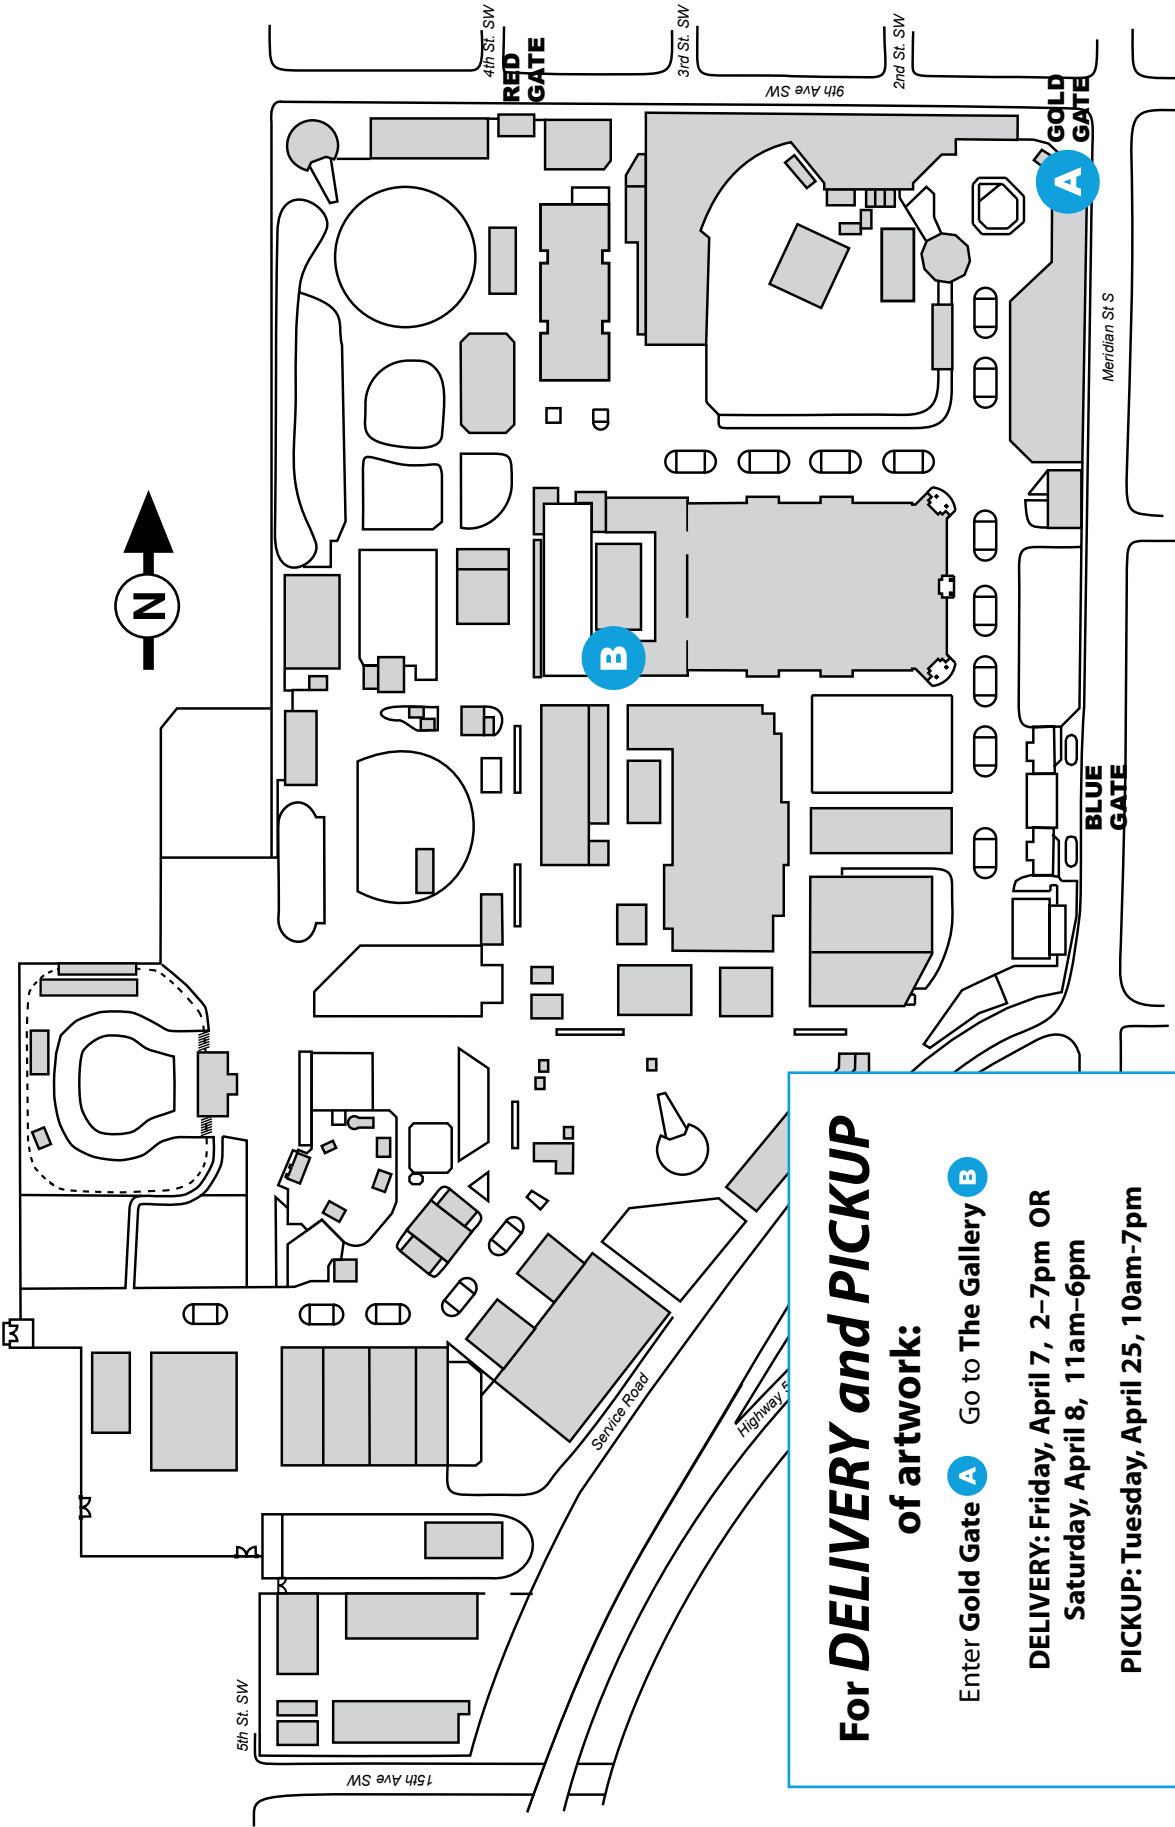 4th St. SW
3rd St. SW
2nd St. SW
RED
GATE
9th Ave SW
GOLD
GATE
A
Meridian St S
N
B
BLUE
GATE
Service Road
Highway 5
5th St. SW
15th Ave SW
For DELIVERY and PICKUP
of artwork:
Enter Gold Gate A Go to The Gallery B
DELIVERY: Friday, April 7, 2–7pm OR
Saturday, April 8, 11am–6pm
PICKUP: Tuesday, April 25, 10am-7pm